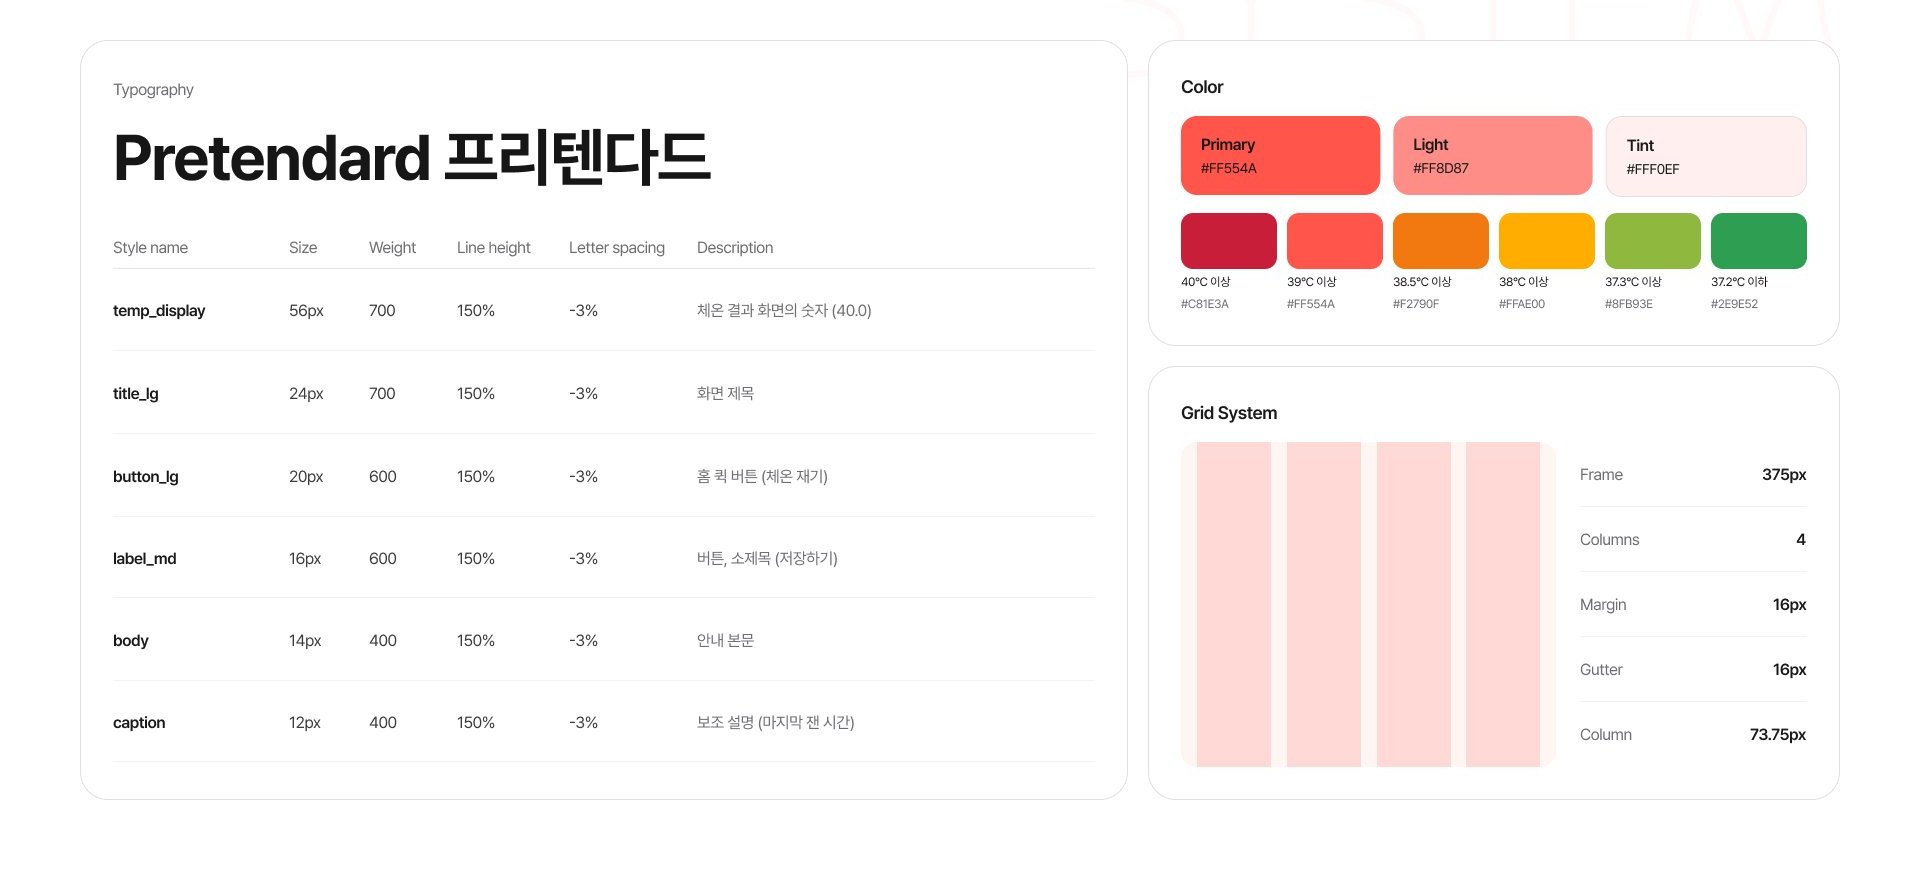 SYSTEM
Typography
Pretendard 프리텐다드
Style name Size Weight Line height Letter spacing Description
temp_display 56px 700 150% -3% 체온 결과 화면의 숫자 (40.0)
title_lg 24px 700 150% -3% 화면 제목
button_lg 20px 600 150% -3% 홈 퀵 버튼 (체온 재기)
label_md 16px 600 150% -3% 버튼, 소제목 (저장하기)
body 14px 400 150% -3% 안내 본문
caption 12px 400 150% -3% 보조 설명 (마지막 잰 시간)
Color
Primary Light Tint
#FF554A #FF8D87 #FFF0EF
40°C 이상 39°C 이상 38.5°C 이상 38°C 이상 37.3°C 이상 37.2°C 이하
#C81E3A #FF554A #F2790F #FFAE00 #8FB93E #2E9E52
Grid System
Frame 375px
Columns 4
Margin 16px
Gutter 16px
Column 73.75px